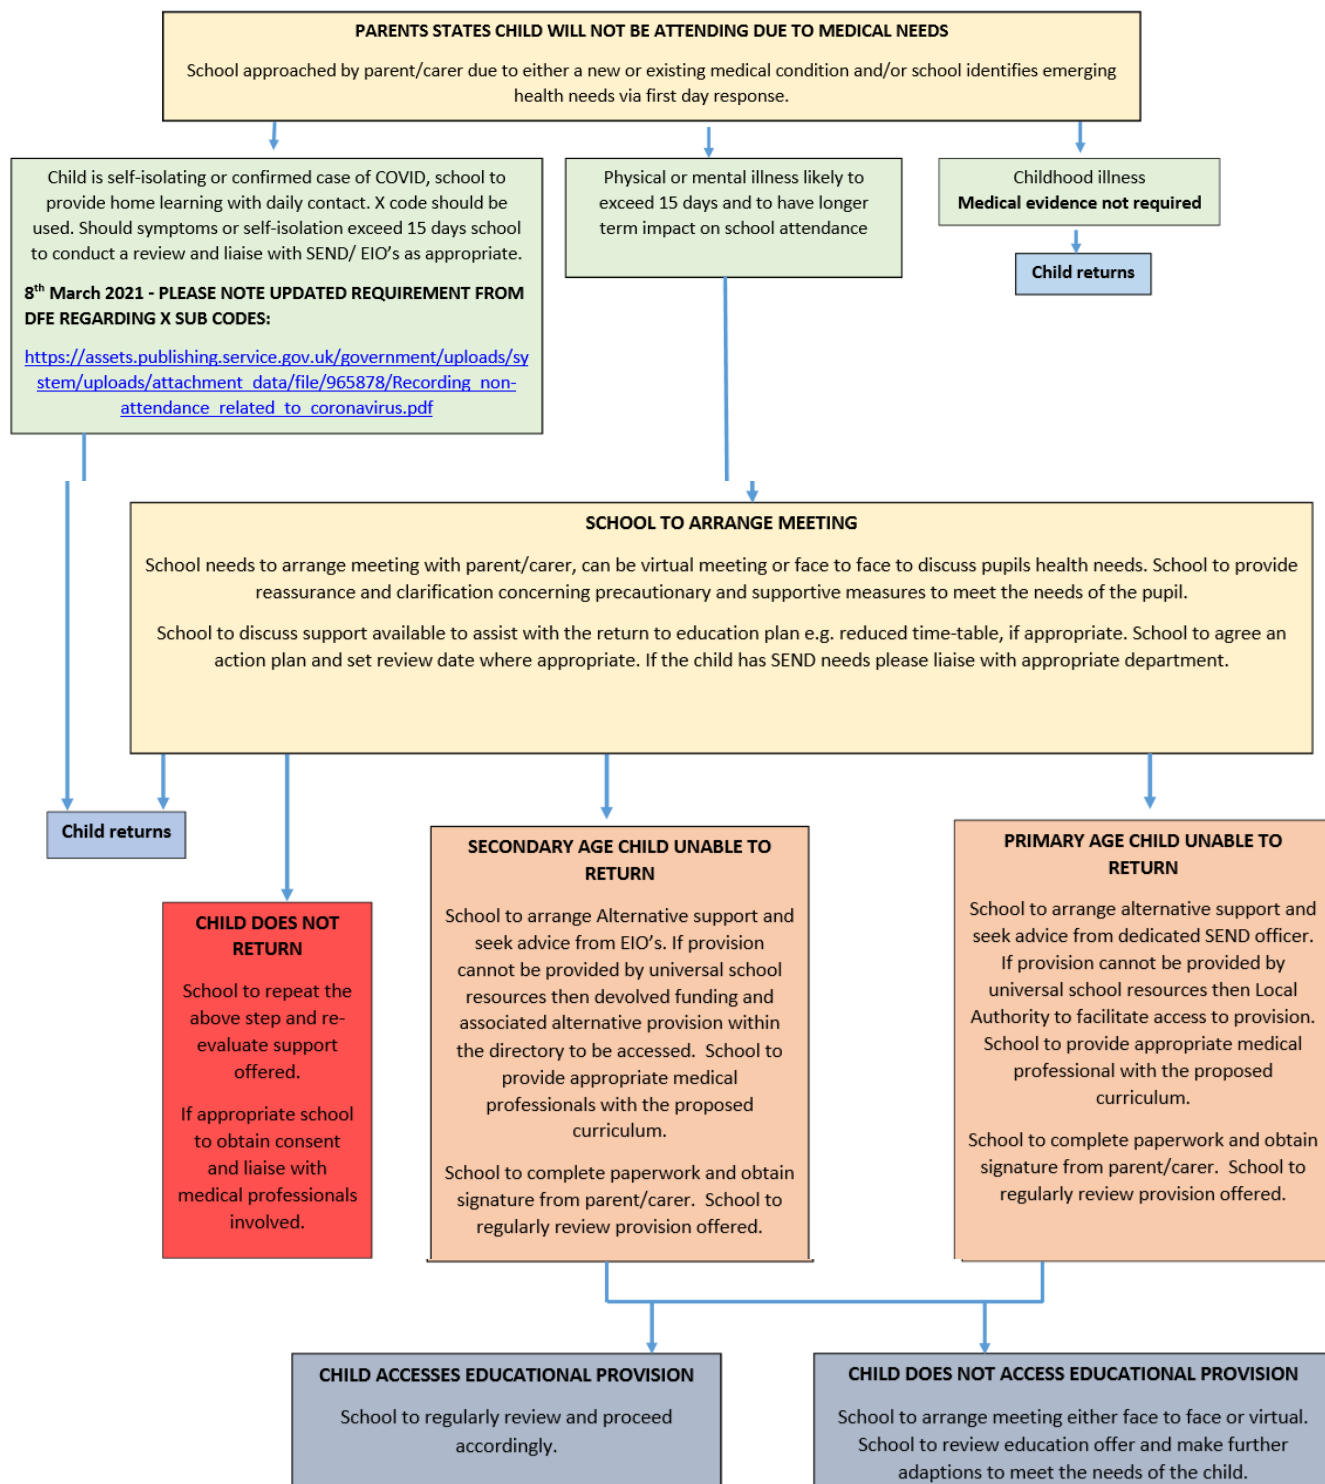 PARENTS STATES CHILD WILL NOT BE ATTENDING DUE TO MEDICAL NEEDS
School approached by parent/carer due to either a new or existing medical condition and/or school identifies emerging
health needs via first day response.
Child is self-isolating or confirmed case of COVID, school to
provide home learning with daily contact. X code should be
used. Should symptoms or self-isolation exceed 15 days school
to conduct a review and liaise with SEND/ EIO's as appropriate.
8th March 2021 - PLEASE NOTE UPDATED REQUIREMENT FROM
DFE REGARDING X SUB CODES:
https://assets.publishing.service.gov.uk/government/uploads/sy
stem/uploads/attachment_data/file/965878/Recording_non-
attendance_related_to_coronavirus.pdf
Physical or mental illness likely to
exceed 15 days and to have longer
term impact on school attendance
Childhood illness
Medical evidence not required
Child returns
SCHOOL TO ARRANGE MEETING
School needs to arrange meeting with parent/carer, can be virtual meeting or face to face to discuss pupils health needs. School to provide
reassurance and clarification concerning precautionary and supportive measures to meet the needs of the pupil.
School to discuss support available to assist with the return to education plan e.g. reduced time-table, if appropriate. School to agree an
action plan and set review date where appropriate. If the child has SEND needs please liaise with appropriate department.
Child returns
CHILD DOES NOT
RETURN
School to repeat the
above step and re-
evaluate support
offered.
If appropriate school
to obtain consent
and liaise with
medical professionals
involved.
SECONDARY AGE CHILD UNABLE TO
RETURN
School to arrange Alternative support and
seek advice from EIO's. If provision
cannot be provided by universal school
resources then devolved funding and
associated alternative provision within
the directory to be accessed. School to
provide appropriate medical
professionals with the proposed
curriculum.
School to complete paperwork and obtain
signature from parent/carer. School to
regularly review provision offered.
PRIMARY AGE CHILD UNABLE TO
RETURN
School to arrange alternative support and
seek advice from dedicated SEND officer.
If provision cannot be provided by
universal school resources then Local
Authority to facilitate access to provision.
School to provide appropriate medical
professional with the proposed
curriculum.
School to complete paperwork and obtain
signature from parent/carer. School to
regularly review provision offered.
CHILD ACCESSES EDUCATIONAL PROVISION
School to regularly review and proceed
accordingly.
CHILD DOES NOT ACCESS EDUCATIONAL PROVISION
School to arrange meeting either face to face or virtual.
School to review education offer and make further
adaptions to meet the needs of the child.